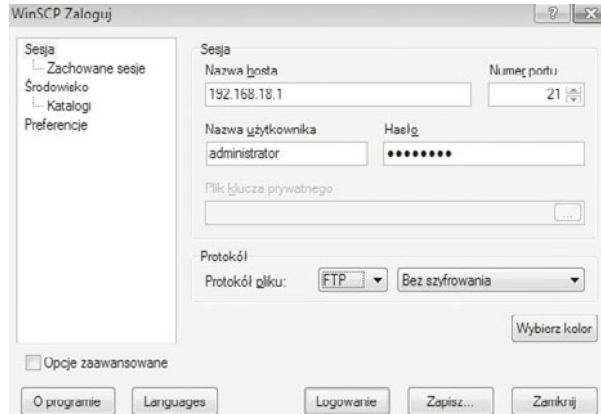 WinSCP Zaloguj
Sesja
Zachowane sesje
Środowisko
Katalogi
Preferencje
Opcje zaawansowane
Sesja
Nazwa hosta
Numer portu
192.168.18.1
21
Nazwa użytkownika
Hasło
administrator
●●●●●●●●
Plik klucza prywatnego
...
Protokół
Protokół pliku:
FTP
Bez szyfrowania
Wybierz kolor
O programie
Languages
Logowanie
Zapisz...
Zamknij